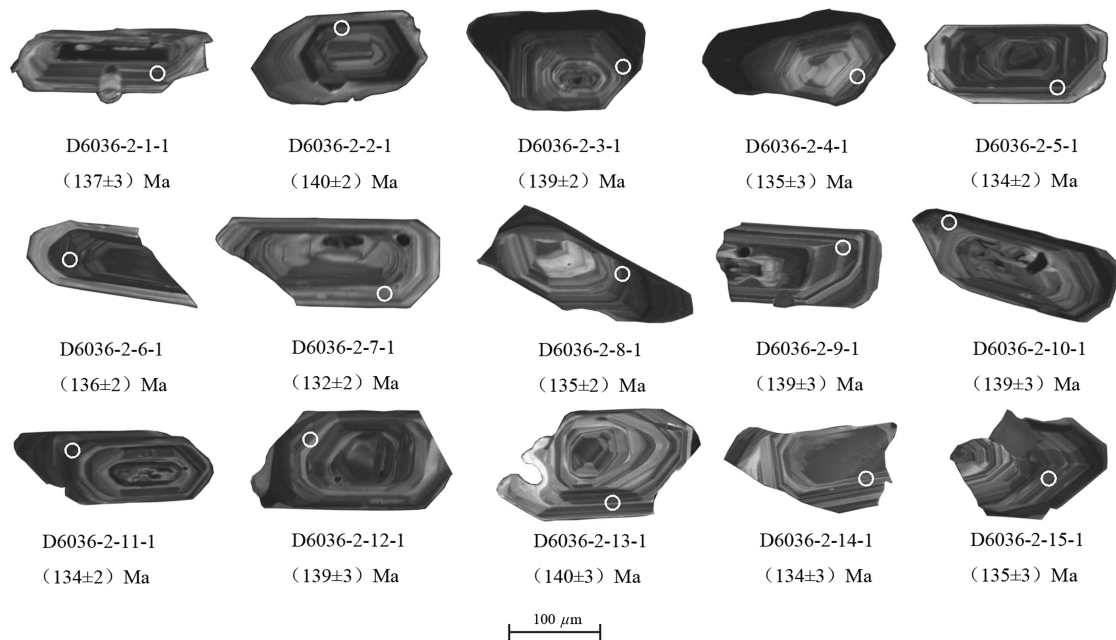 D6036-2-1-1 D6036-2-2-1 D6036-2-3-1 D6036-2-4-1 D6036-2-5-1
（137±3）Ma （140±2）Ma （139±2）Ma （135±3）Ma （134±2）Ma
D6036-2-6-1 D6036-2-7-1 D6036-2-8-1 D6036-2-9-1 D6036-2-10-1
（136±2）Ma （132±2）Ma （135±2）Ma （139±3）Ma （139±3）Ma
D6036-2-11-1 D6036-2-12-1 D6036-2-13-1 D6036-2-14-1 D6036-2-15-1
（134±2）Ma （139±3）Ma （140±3）Ma （134±3）Ma （135±3）Ma
100 μm